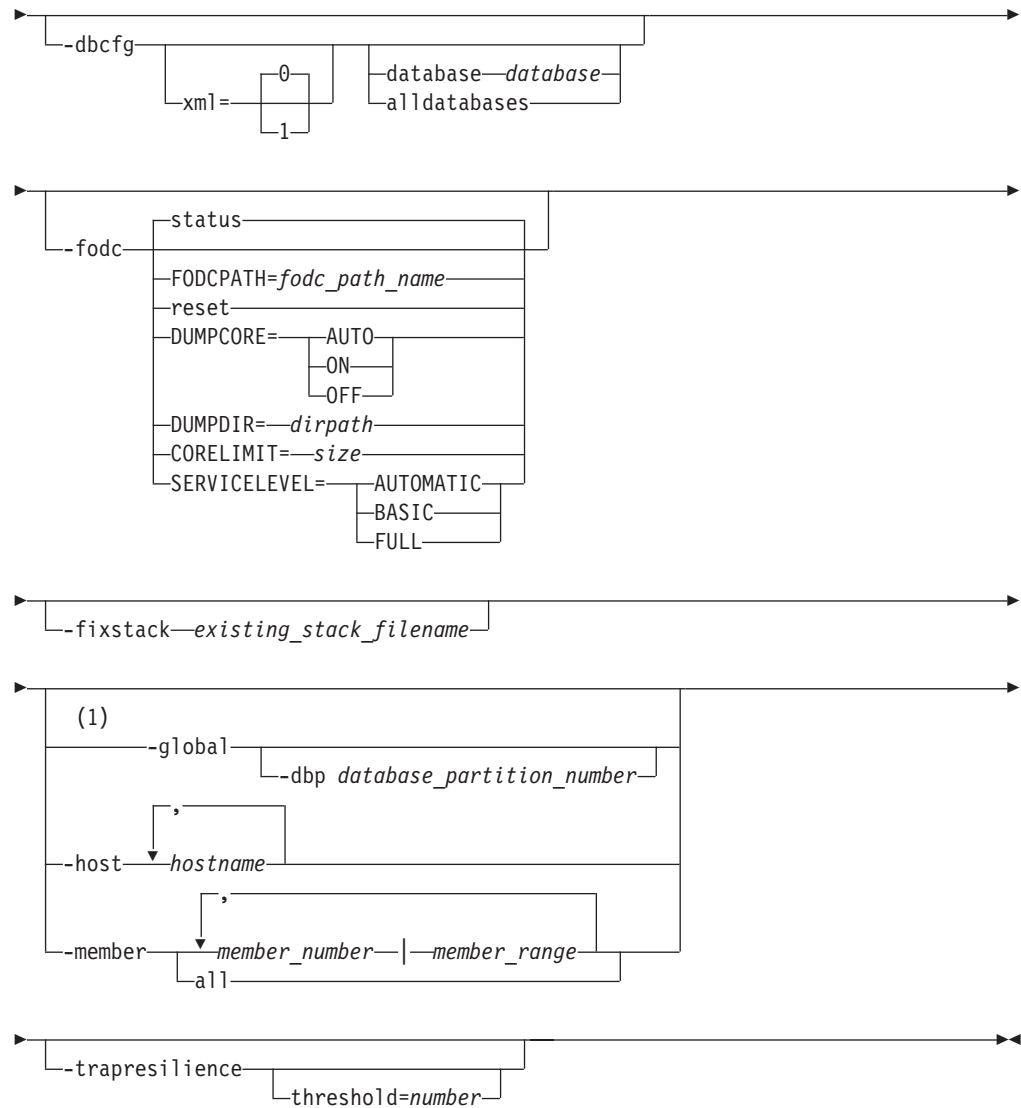 -dbcfg
xml= 0
1
database database
alldatabases
-fodc
status
FODCPATH=fodc_path_name
reset
DUMPCORE= AUTO
ON
OFF
DUMPDIR= dirpath
CORELIMIT= size
SERVICELEVEL= AUTOMATIC
BASIC
FULL
-fixstack existing_stack_filename
(1)
-global
-dbp database_partition_number
,
-host hostname
,
-member member_number | member_range
all
-trapresilience
threshold=number